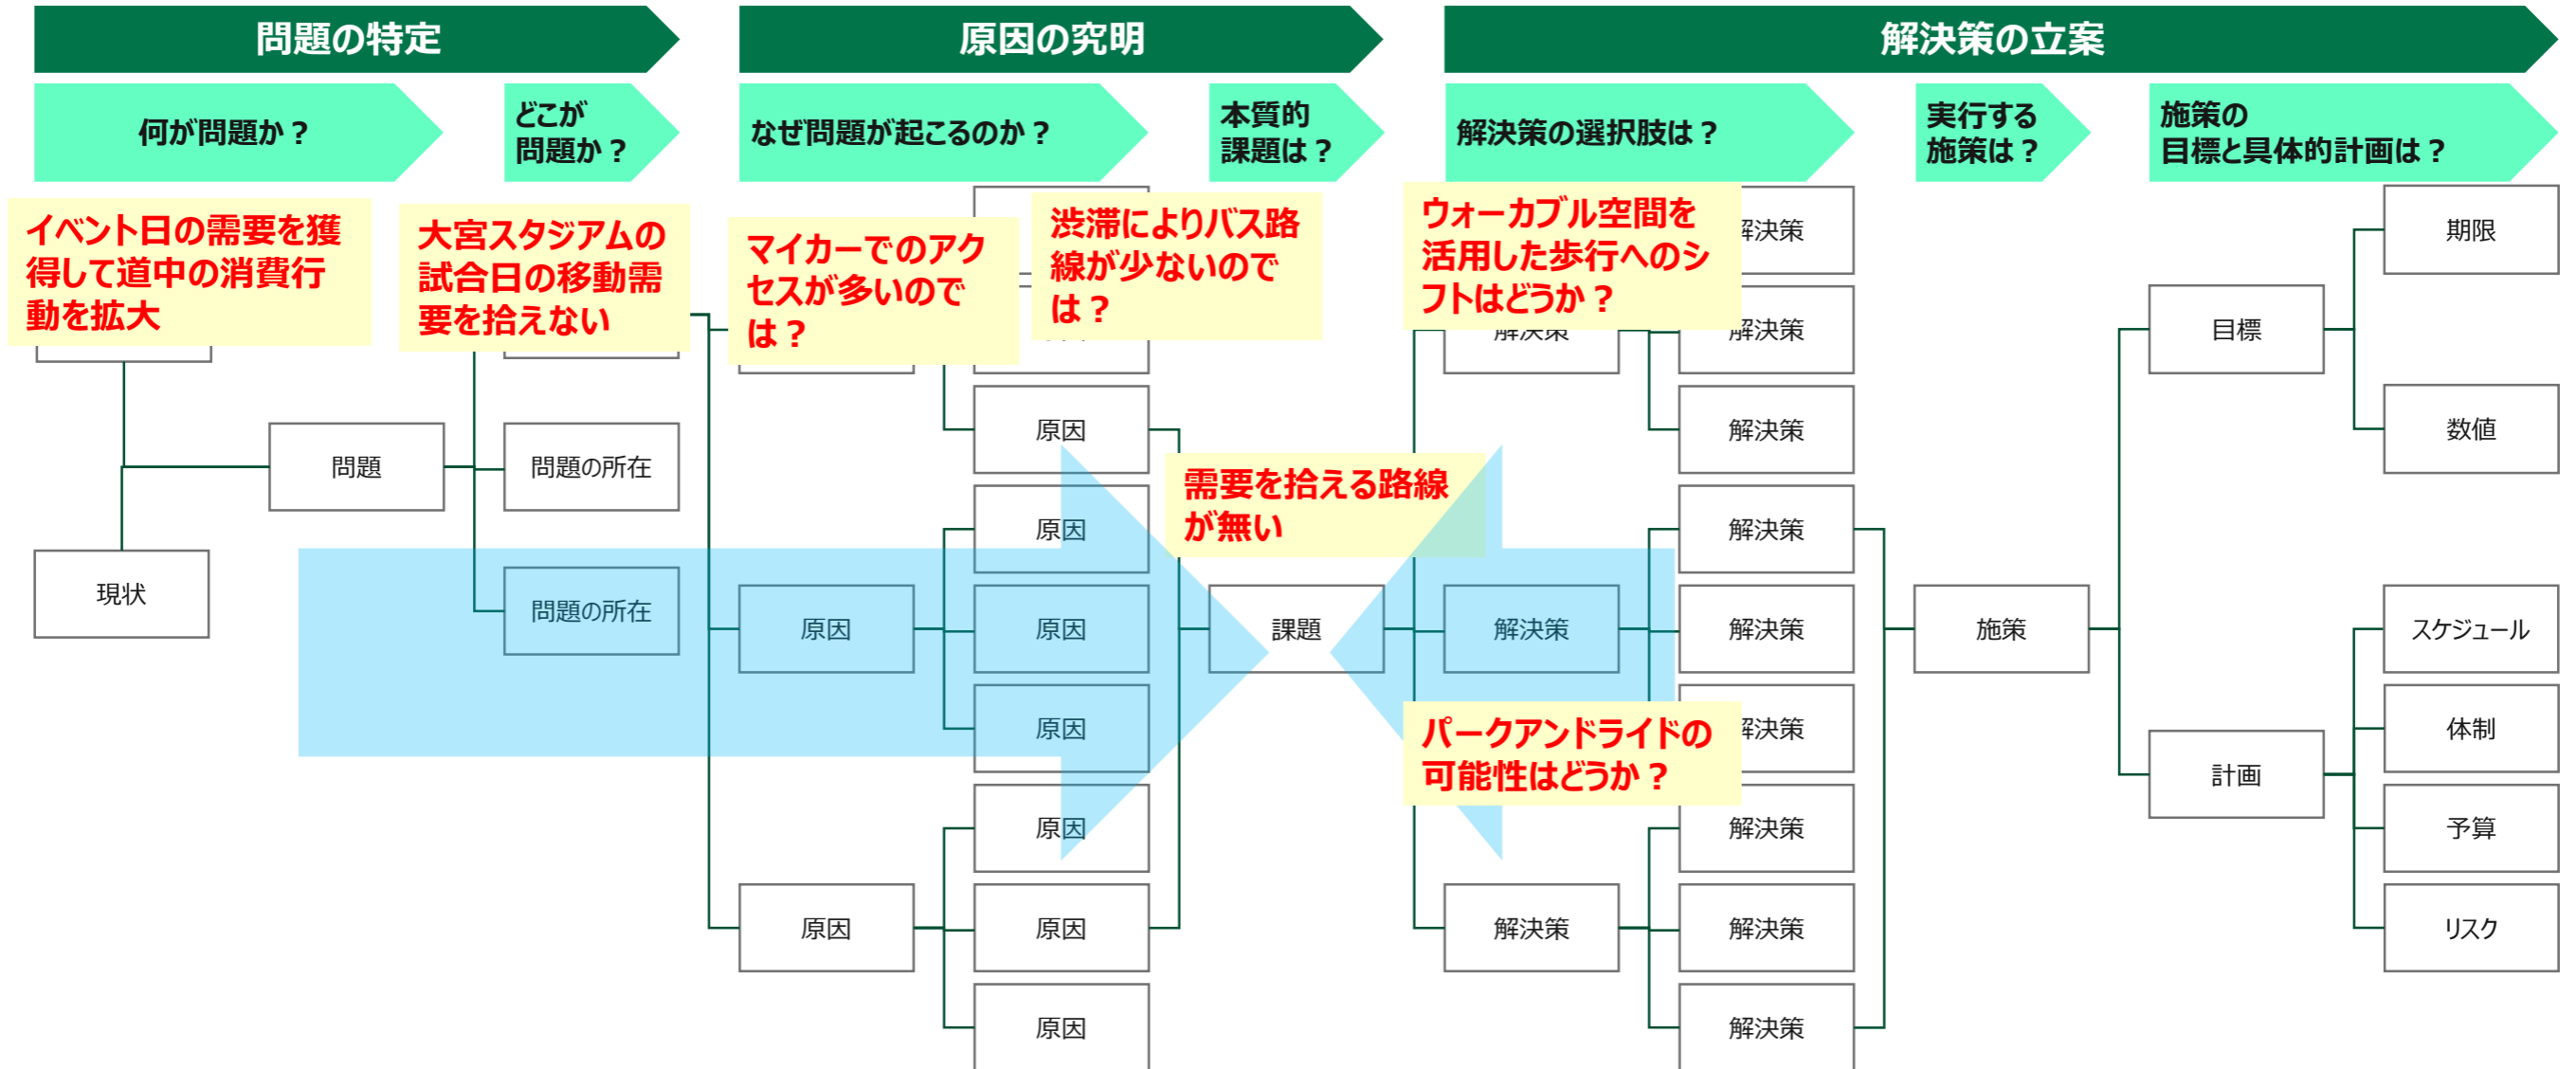 問題の特定
原因の究明
解決策の立案
何が問題か？
どこが
問題か？
なぜ問題が起こるのか？
本質的
課題は？
解決策の選択肢は？
実行する
施策は？
施策の
目標と具体的計画は？
イベント日の需要を獲
得して道中の消費行
動を拡大
大宮スタジアムの
試合日の移動需
要を拾えない
マイカーでのアク
セスが多いので
は？
渋滞によりバス路
線が少ないので
は？
ウォーカブル空間を
活用した歩行へのシ
フトはどうか？
解決策
期限
解決策
解決策
目標
原因
解決策
数値
問題
問題の所在
需要を拾える路線
が無い
原因
解決策
現状
問題の所在
原因
原因
課題
解決策
解決策
施策
スケジュール
原因
パークアンドライドの
可能性はどうか？
解決策
体制
計画
原因
解決策
予算
原因
原因
解決策
解決策
リスク
原因
解決策